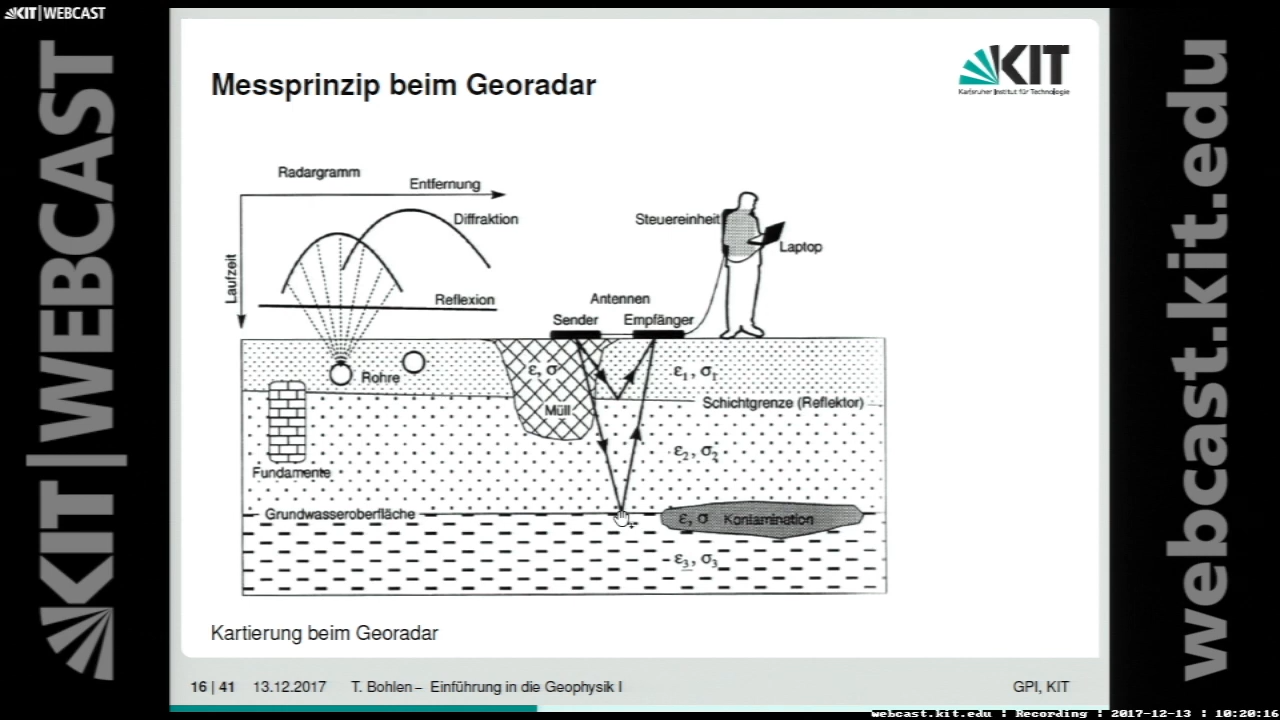 KIT|WEBCAST
KIT|WEBCAST
webcast.kit.edu
Messprinzip beim Georadar
KIT
Karlsruher Institut für Technologie
Radargramm
Entfernung
Diffraktion
Laufzeit
Reflexion
Steuereinheit
Laptop
Antennen
Sender
Empfänger
ε, σ
ε1, σ1
Rohre
Müll
Schichtgrenze (Reflektor)
ε2, σ2
Fundamente
Grundwasseroberfläche
ε, σ Kontamination
ε3, σ3
Kartierung beim Georadar
16 | 41 13.12.2017 T. Bohlen – Einführung in die Geophysik I GPI, KIT
webcast.kit.edu : Recording : 2017-12-13 : 10:20:16